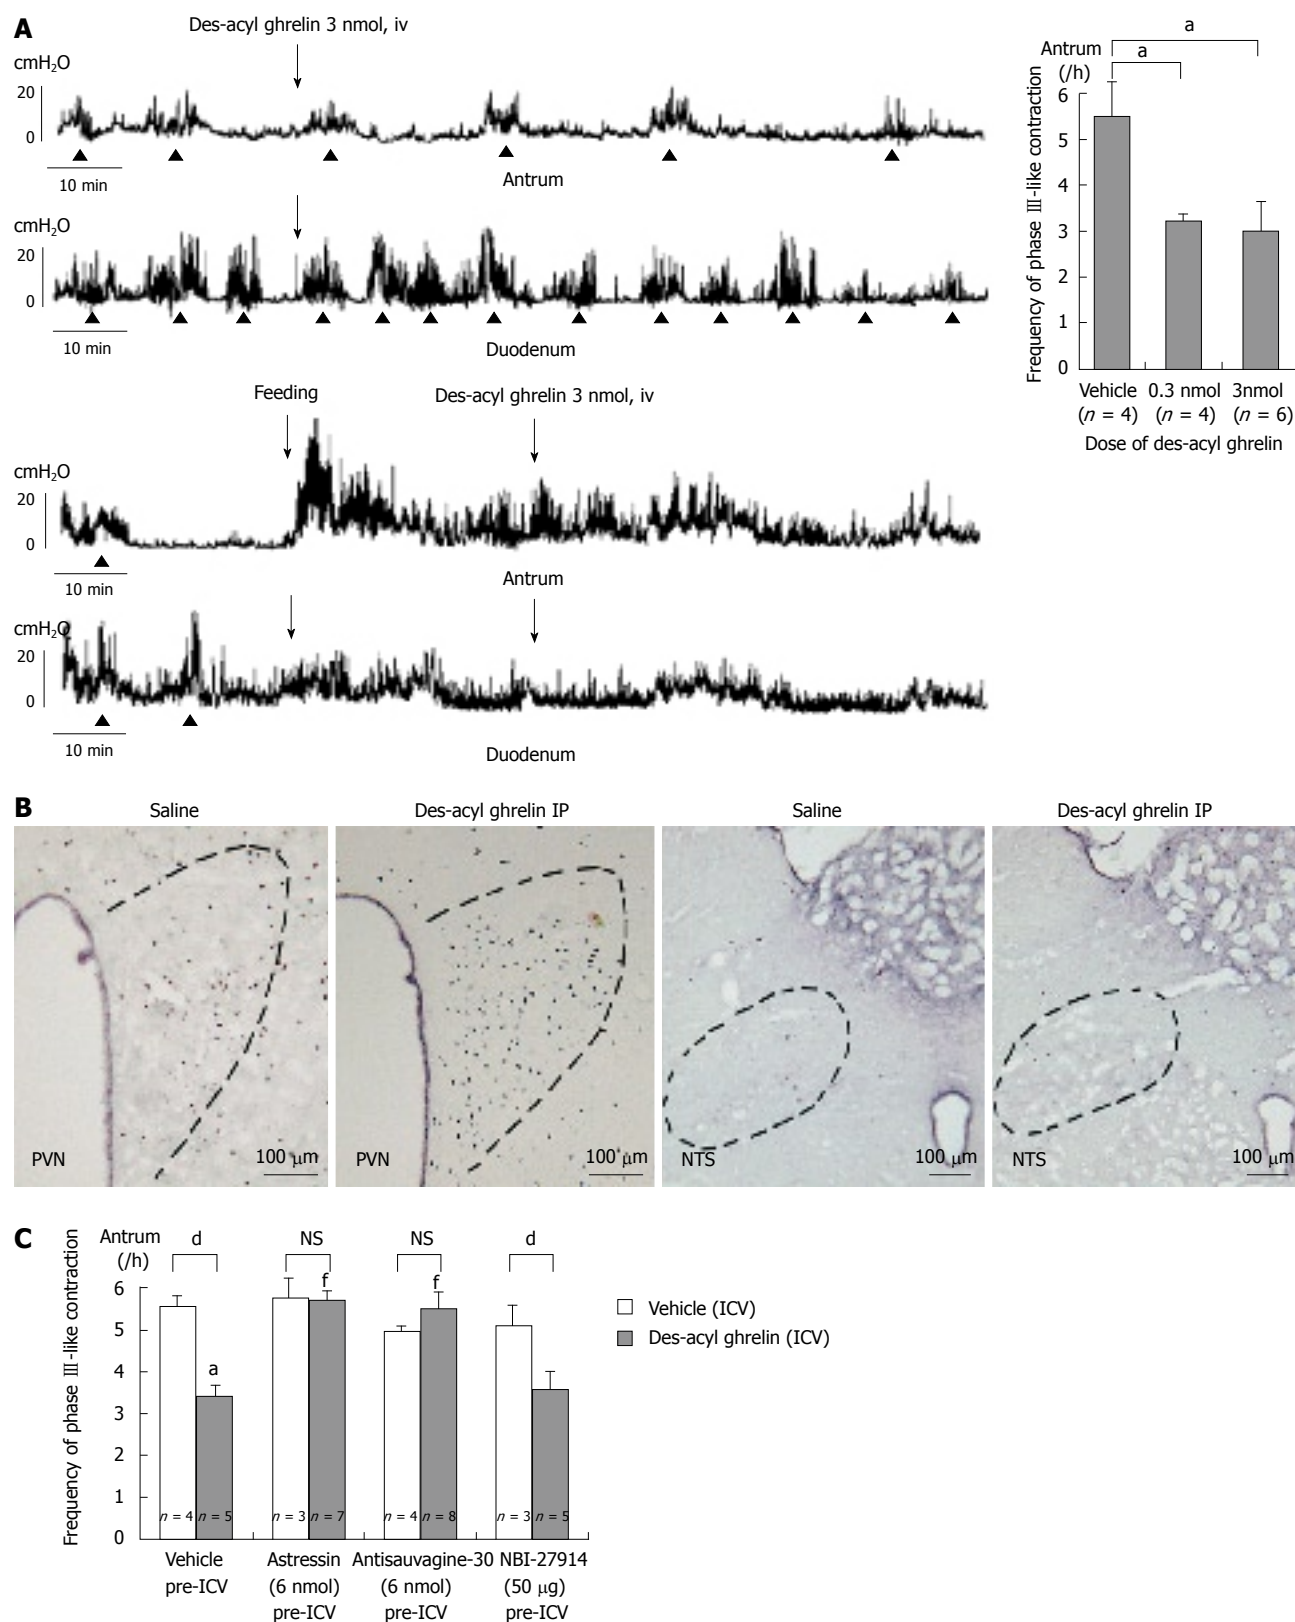 A
Des-acyl ghrelin 3 nmol, iv
cmH₂O
20
0
10 min
Antrum
cmH₂O
20
0
10 min
Duodenum
Feeding
Des-acyl ghrelin 3 nmol, iv
cmH₂O
20
0
10 min
Antrum
cmH₂O
20
0
10 min
Duodenum
a
a
Antrum
(/h)
Frequency of phase Ⅲ-like contraction
6
5
4
3
2
1
0
Vehicle 0.3 nmol 3nmol
(n = 4) (n = 4) (n = 6)
Dose of des-acyl ghrelin
B
Saline Des-acyl ghrelin IP Saline Des-acyl ghrelin IP
PVN 100 μm PVN 100 μm NTS 100 μm NTS 100 μm
C
Antrum
(/h)
Frequency of phase Ⅲ-like contraction
d NS NS d
a f f
6
5
4
3
2
1
0
n = 4 n = 5 n = 3 n = 7 n = 4 n = 8 n = 3 n = 5
Vehicle Astressin Antisauvagine-30 NBI-27914
pre-ICV (6 nmol) (6 nmol) (50 μg)
pre-ICV pre-ICV pre-ICV
Vehicle (ICV)
Des-acyl ghrelin (ICV)